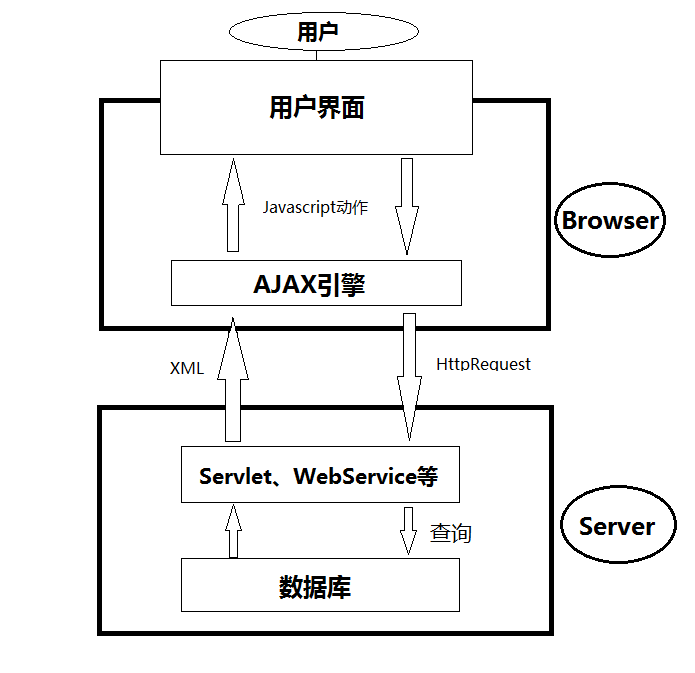 用户
用户界面
Javascript动作
Browser
AJAX引擎
XML
HttpRequest
Servlet、WebService等
查询
Server
数据库